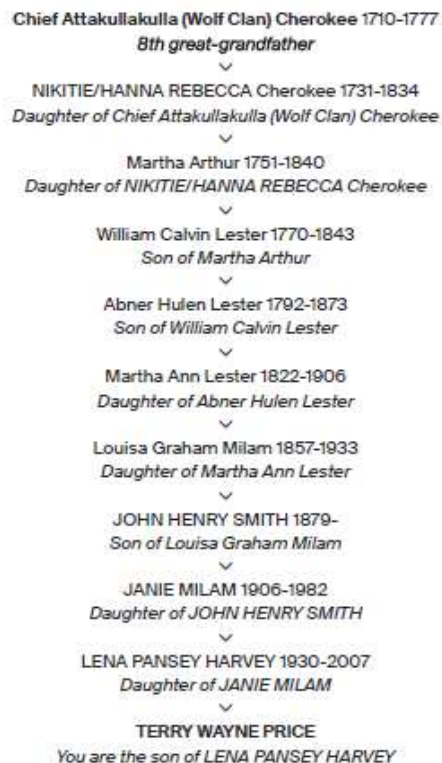 Chief Attakullakulla (Wolf Clan) Cherokee 1710-1777
8th great-grandfather
NIKITIE/HANNA REBECCA Cherokee 1731-1834
Daughter of Chief Attakullakulla (Wolf Clan) Cherokee
Martha Arthur 1751-1840
Daughter of NIKITIE/HANNA REBECCA Cherokee
William Calvin Lester 1770-1843
Son of Martha Arthur
Abner Hulen Lester 1792-1873
Son of William Calvin Lester
Martha Ann Lester 1822-1906
Daughter of Abner Hulen Lester
Louisa Graham Milam 1857-1933
Daughter of Martha Ann Lester
JOHN HENRY SMITH 1879-
Son of Louisa Graham Milam
JANIE MILAM 1906-1982
Daughter of JOHN HENRY SMITH
LENA PANSEY HARVEY 1930-2007
Daughter of JANIE MILAM
TERRY WAYNE PRICE
You are the son of LENA PANSEY HARVEY